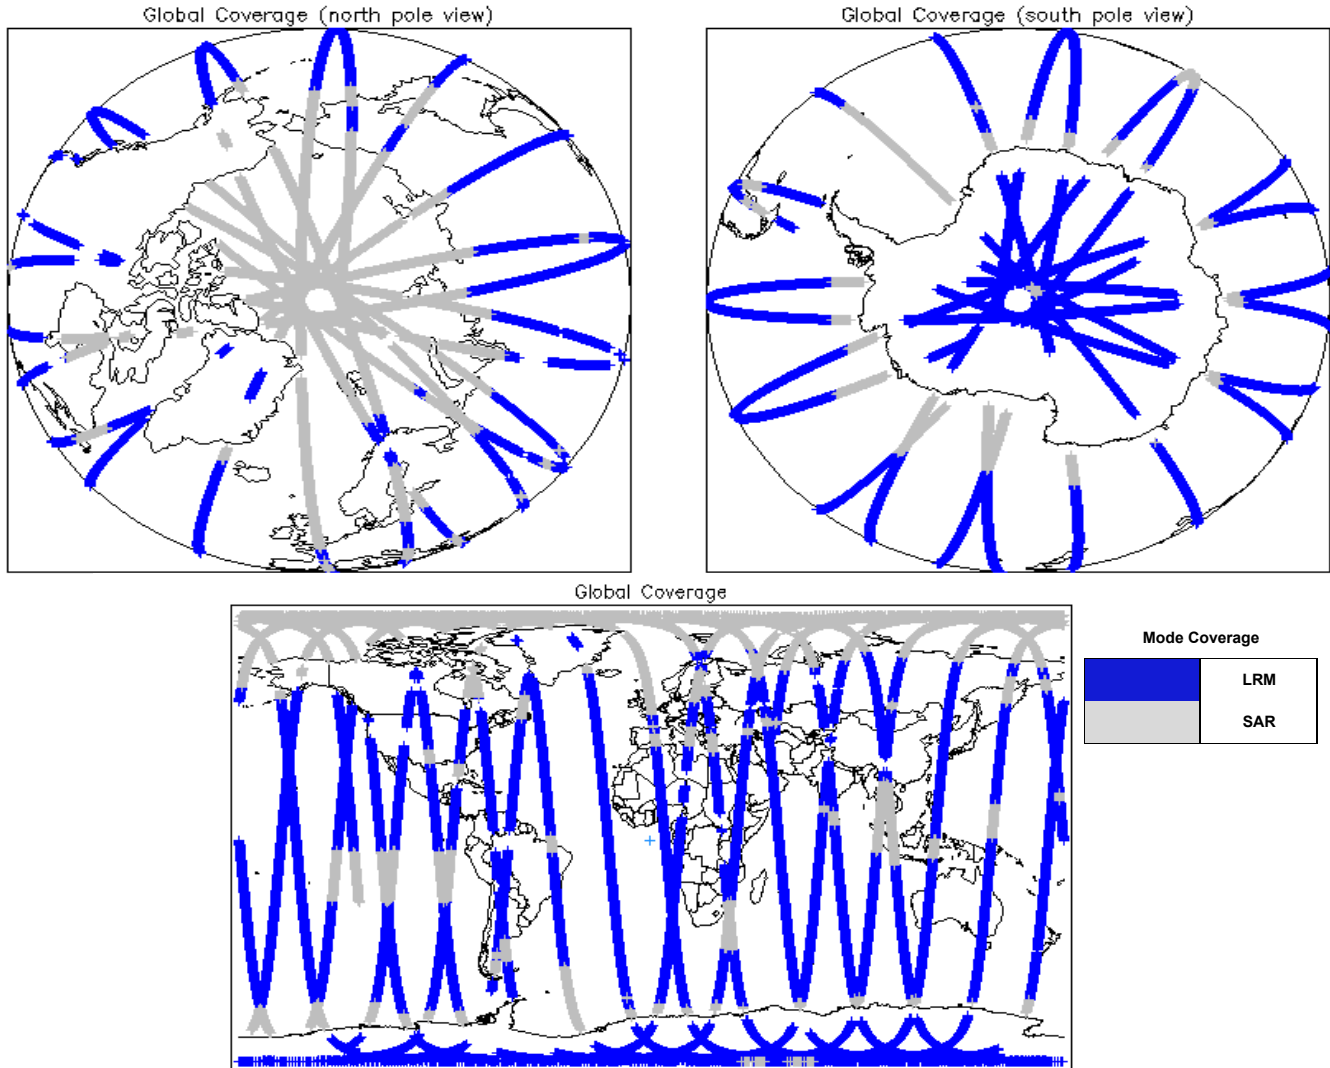 Global Coverage (north pole view)
Global Coverage (south pole view)
Global Coverage
Mode Coverage
LRM
SAR